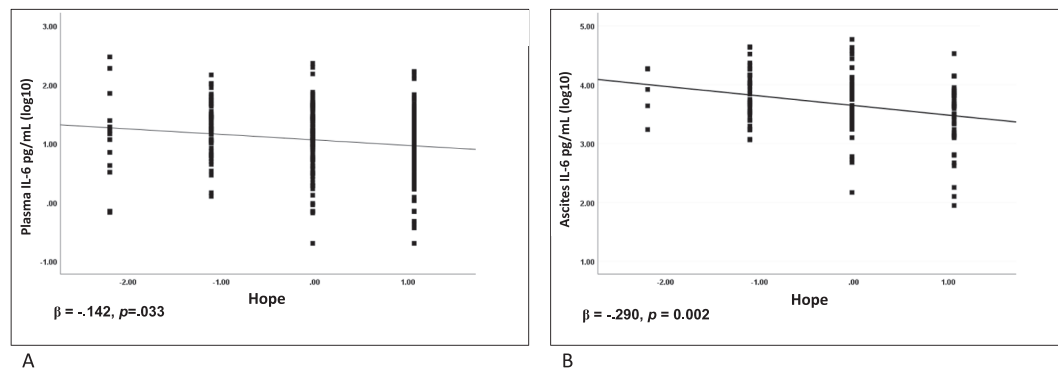 3.00
2.00
1.00
.00
-1.00
Plasma IL-6 pg/mL (log10)
-2.00 -1.00 .00 1.00
Hope
β = -.142, p=.033
A
5.00
4.00
3.00
2.00
1.00
Ascites IL-6 pg/mL (log10)
-2.00 -1.00 .00 1.00
Hope
β = -.290, p = 0.002
B